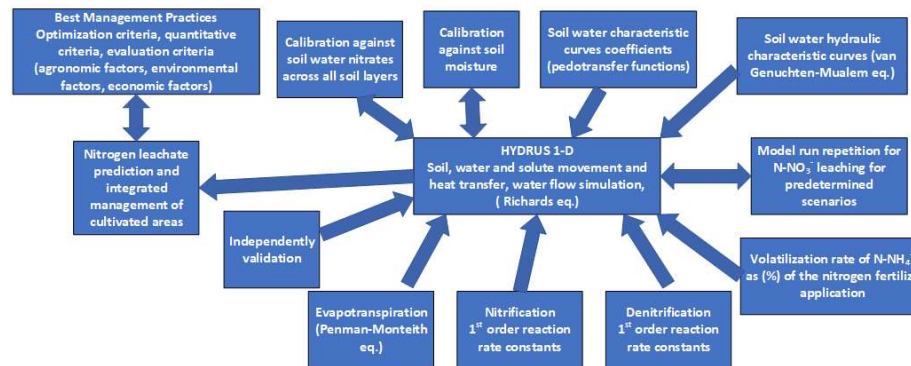 Best Management Practices
Optimization criteria, quantitative
criteria, evaluation criteria
(agronomic factors, environmental
factors, economic factors)
Calibration against
soil water nitrates
across all soil layers
Calibration
against soil
moisture
Soil water characteristic
curves coefficients
(pedotransfer functions)
Soil water hydraulic
characteristic curves (van
Genuchten-Mualem eq.)
Nitrogen leachate
prediction and
integrated
management of
cultivated areas
HYDRUS 1-D
Soil, water and solute movement and
heat transfer, water flow simulation,
( Richards eq.)
Model run repetition for
N-NO₃⁻ leaching for
predetermined
scenarios
Independently
validation
Volatilization rate of N-NH₄
as (%) of the nitrogen
application
Evapotranspiration
(Penman-Monteith
eq.)
Nitrification
1ˢᵗ order reaction
rate constants
Denitrification
1ˢᵗ order reaction
rate constants